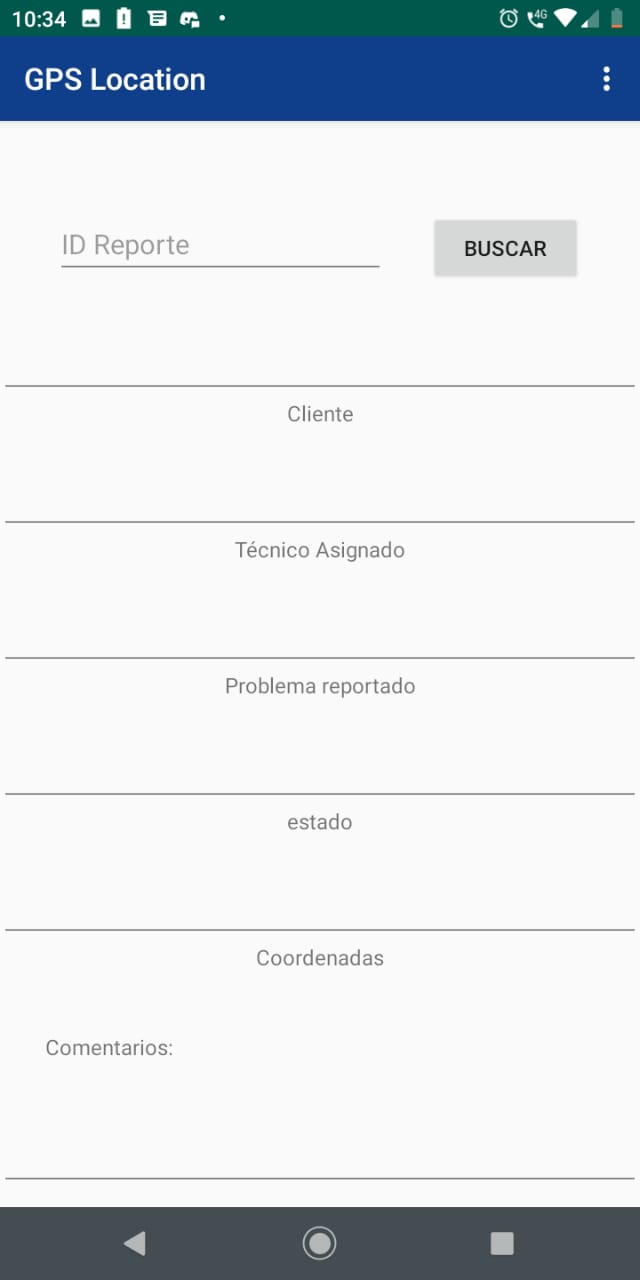 10:34
4G
GPS Location
ID Reporte
BUSCAR
Cliente
Técnico Asignado
Problema reportado
estado
Coordenadas
Comentarios: